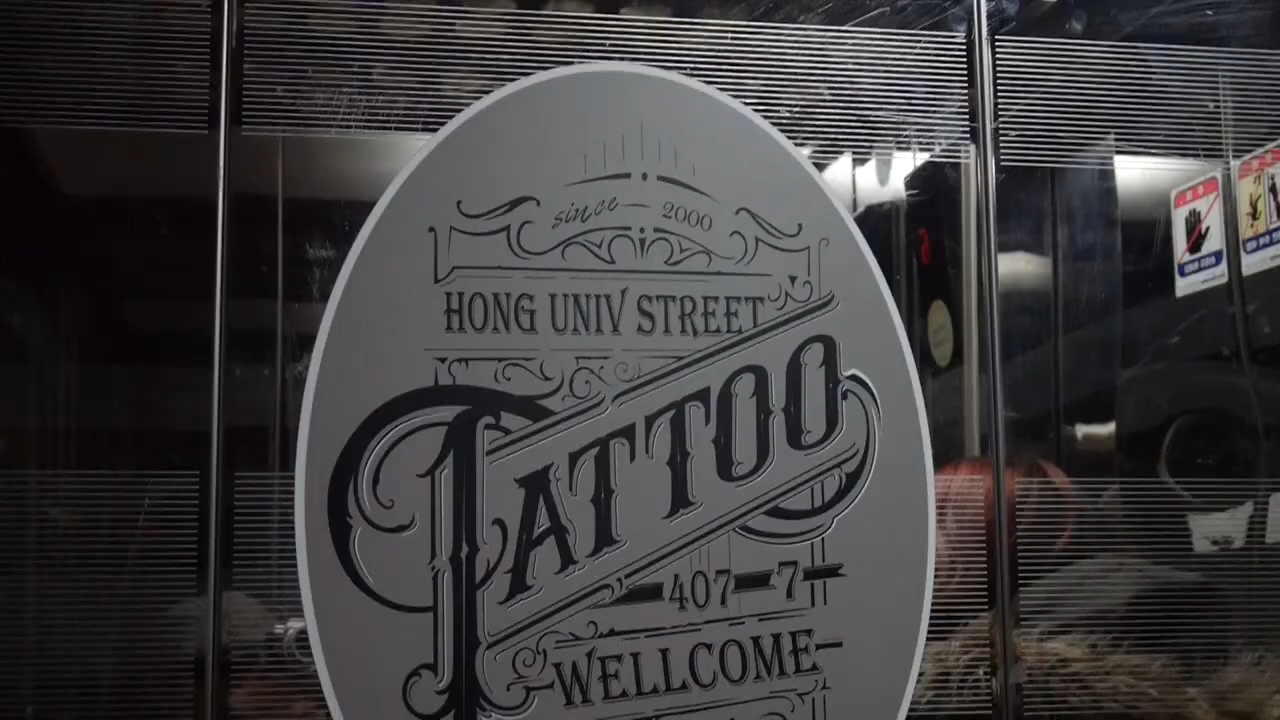 since 2000
HONG UNIV STREET
TATTOO
407 - 7
WELLCOME